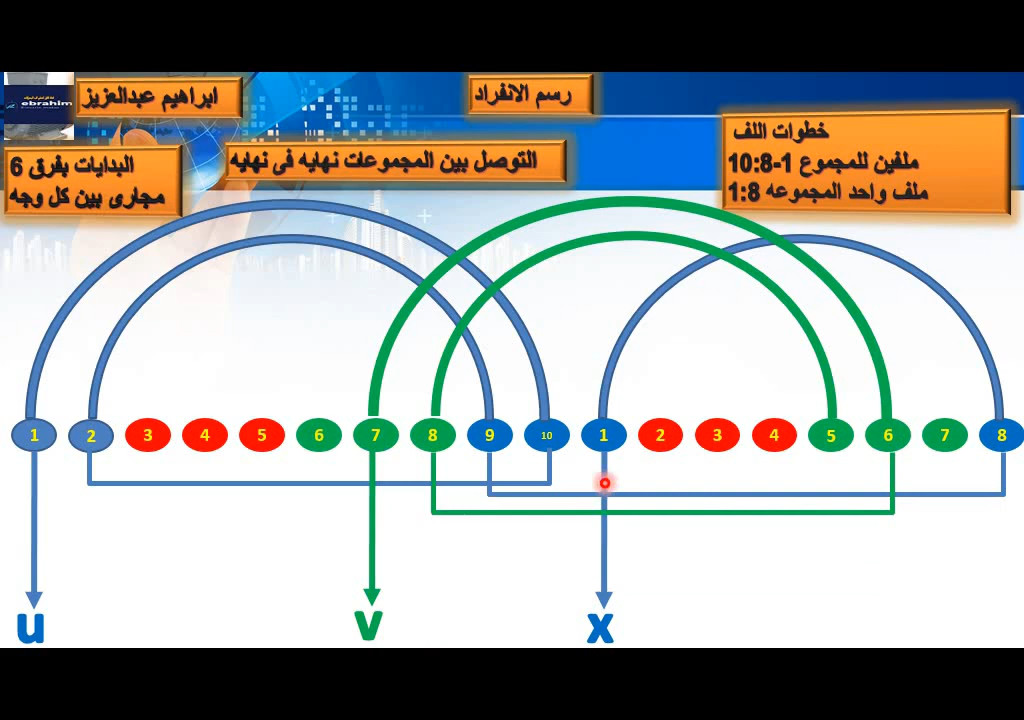 ebrahim
ابراهيم عبدالعزيز
رسم الانفراد
خطوات اللف
ملفين للمجموع 1-10:8
ملف واحد المجموعه 1:8
التوصل بين المجموعات نهايه فى نهايه
البدايات بفرق 6
مجارى بين كل وجه
1 2 3 4 5 6 7 8 9 10 1 2 3 4 5 6 7 8
u v x